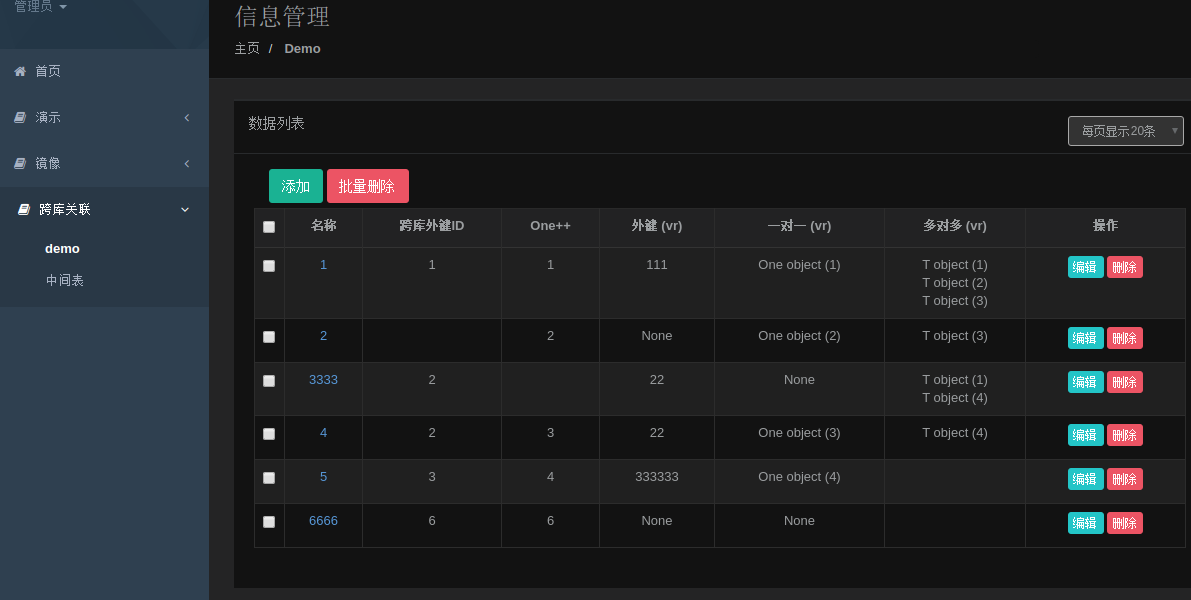 管理员
首页
演示
镜像
跨库关联
demo
中间表
信息管理
主页 / Demo
数据列表
每页显示20条
添加 批量删除
名称 跨库外键ID One++ 外键 (vr) 一对一 (vr) 多对多 (vr) 操作
1 1 1 111 One object (1) T object (1) 编辑 删除
T object (2)
T object (3)
2 2 None One object (2) T object (3) 编辑 删除
3333 2 22 None T object (1) 编辑 删除
T object (4)
4 2 3 22 One object (3) T object (4) 编辑 删除
5 3 4 333333 One object (4) 编辑 删除
6666 6 6 None None 编辑 删除